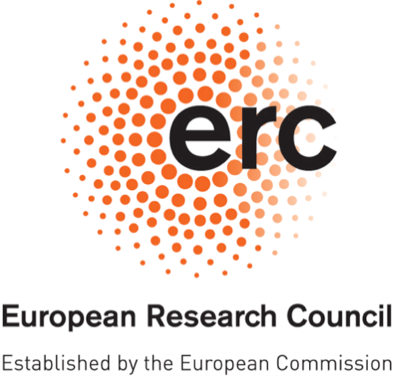 erc
European Research Council
Established by the European Commission